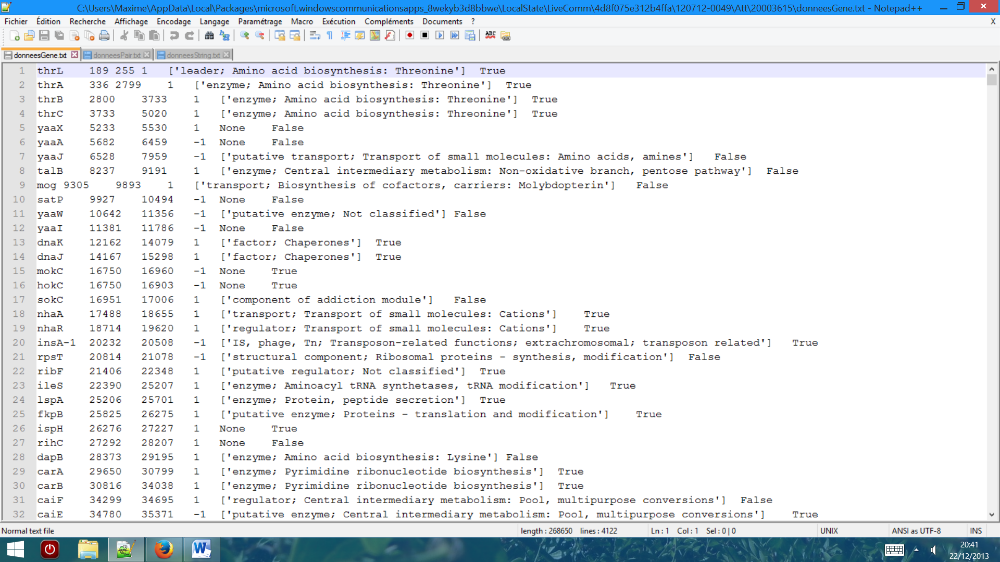 C:\Users\Maxime\AppData\Local\Packages\microsoft.windowscommunicationsapps_8wekyb3d8bbwe\LocalState\LiveComm\4d8f075e312b4ffa\120712-0049\Att\20003615\donneesGene.txt - Notepad++
Fichier Édition Recherche Affichage Encodage Langage Paramétrage Macro Exécution Compléments Documents ? X
donneesGene.txt donneesPair.txt donneesString.txt
1 thrL 189 255 1 ['leader; Amino acid biosynthesis: Threonine'] True
2 thrA 336 2799 1 ['enzyme; Amino acid biosynthesis: Threonine'] True
3 thrB 2800 3733 1 ['enzyme; Amino acid biosynthesis: Threonine'] True
4 thrC 3733 5020 1 ['enzyme; Amino acid biosynthesis: Threonine'] True
5 yaaX 5233 5530 1 None False
6 yaaA 5682 6459 -1 None False
7 yaaJ 6528 7959 -1 ['putative transport; Transport of small molecules: Amino acids, amines'] False
8 talB 8237 9191 1 ['enzyme; Central intermediary metabolism: Non-oxidative branch, pentose pathway'] False
9 mog 9305 9893 1 ['transport; Biosynthesis of cofactors, carriers: Molybdopterin'] False
10 satP 9927 10494 -1 None False
11 yaaW 10642 11356 -1 ['putative enzyme; Not classified'] False
12 yaaI 11381 11786 -1 None False
13 dnaK 12162 14079 1 ['factor; Chaperones'] True
14 dnaJ 14167 15298 1 ['factor; Chaperones'] True
15 mokC 16750 16960 -1 None True
16 hokC 16750 16903 -1 None True
17 sokC 16951 17006 1 ['component of addiction module'] False
18 nhaA 17488 18655 1 ['transport; Transport of small molecules: Cations'] True
19 nhaR 18714 19620 1 ['regulator; Transport of small molecules: Cations'] True
20 insA-1 20232 20508 -1 ['IS, phage, Tn; Transposon-related functions; extrachromosomal; transposon related'] True
21 rpsT 20814 21078 -1 ['structural component; Ribosomal proteins - synthesis, modification'] False
22 ribF 21406 22348 1 ['putative regulator; Not classified'] True
23 ileS 22390 25207 1 ['enzyme; Aminoacyl tRNA synthetases, tRNA modification'] True
24 lspA 25206 25701 1 ['enzyme; Protein, peptide secretion'] True
25 fkpB 25825 26275 1 ['putative enzyme; Proteins - translation and modification'] True
26 ispH 26276 27227 1 None True
27 rihC 27292 28207 1 None False
28 dapB 28373 29195 1 ['enzyme; Amino acid biosynthesis: Lysine'] False
29 carA 29650 30799 1 ['enzyme; Pyrimidine ribonucleotide biosynthesis'] True
30 carB 30816 34038 1 ['enzyme; Pyrimidine ribonucleotide biosynthesis'] True
31 caiF 34299 34695 1 ['regulator; Central intermediary metabolism: Pool, multipurpose conversions'] False
32 caiE 34780 35371 -1 ['putative enzyme; Central intermediary metabolism: Pool, multipurpose conversions'] True
Normal text file length : 268650 lines : 4122 Ln : 1 Col : 1 Sel : 0 | 0 UNIX ANSI as UTF-8 INS
20:41
22/12/2013